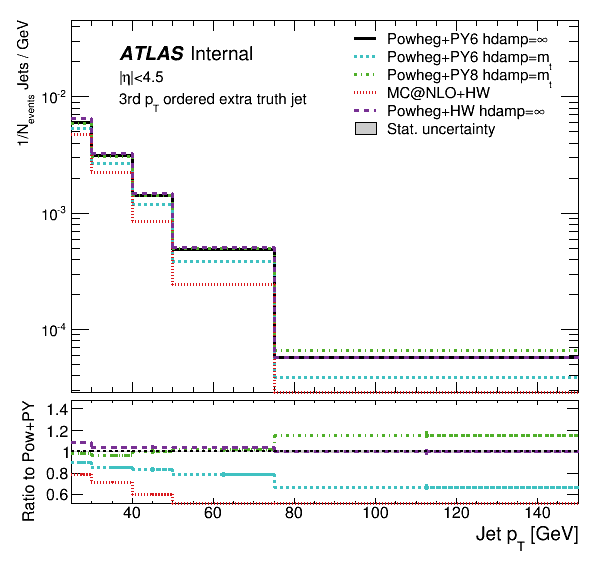 ATLAS Internal
|η|<4.5
3rd p_T ordered extra truth jet
Powheg+PY6 hdamp=∞
Powheg+PY6 hdamp=m_t
Powheg+PY8 hdamp=m_t
MC@NLO+HW
Powheg+HW hdamp=∞
Stat. uncertainty
1/N_events Jets / GeV
10^-2
10^-3
10^-4
Ratio to Pow+PY
1.4
1.2
1
0.8
0.6
40 60 80 100 120 140
Jet p_T [GeV]